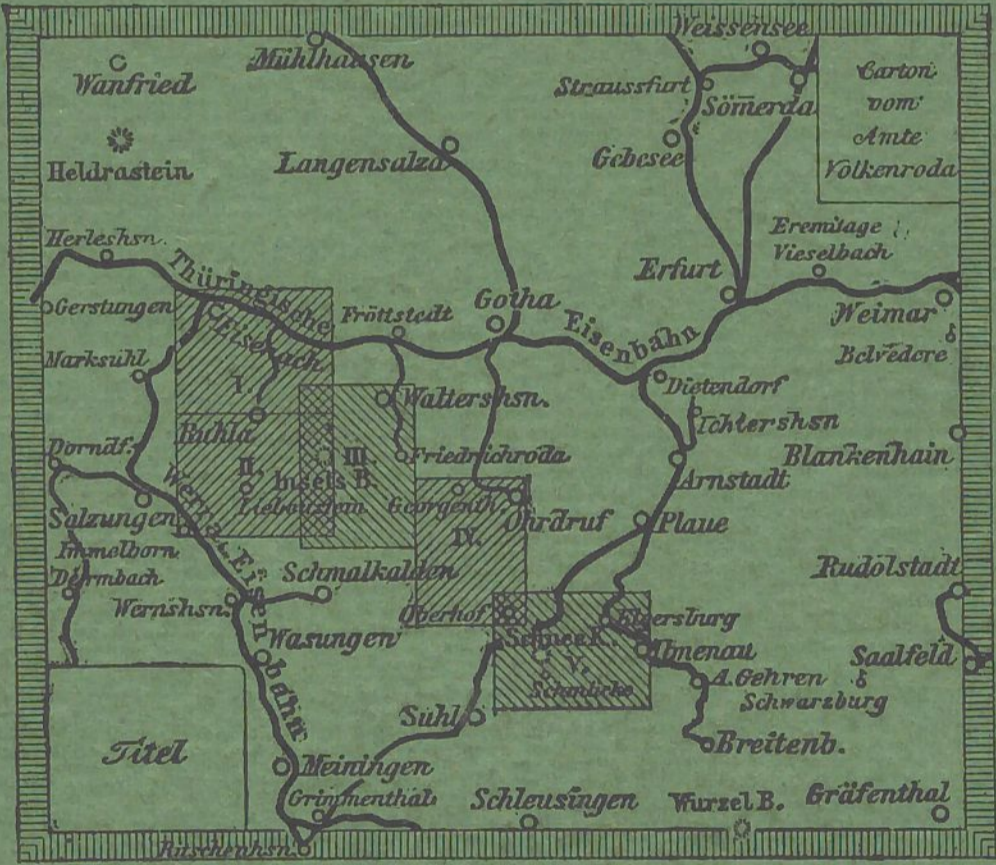 Weissensee
Mühlhausen
Wanfried
Straussfurt
Sömerda
Carton
vom
Amte
Volkenroda
Heldrastein
Langensalza
Gebesee
Herleshsn.
Eremitage
Vieselbach
Thüringische
Erfurt
Gerstungen
Eisenach
Fröttstedt
Gotha
Eisenbahn
Weimar
Belvedere
Marksuhl
I.
Dietendorf
Waltershsn.
Ichtershsn
Ruhla
Dorndf.
III.
Friedrichroda
Blankenhain
II.
Insels B.
Liebenstein
Georgenth.
Arnstadt
Werra-Eisenbahn
Salzungen
Ohrdruf
Plaue
IV.
Immelborn
Dermbach
Schmalkalden
Rudolstadt
Wernshsn.
Oberhof
Elgersburg
Wasungen
Schnee K.
Ilmenau
V.
Saalfeld
Schmücke
A. Gehren
Schwarzburg
Suhl
Titel
Breitenb.
Meiningen
Grimmenthal
Schleusingen
Wurzel B.
Gräfenthal